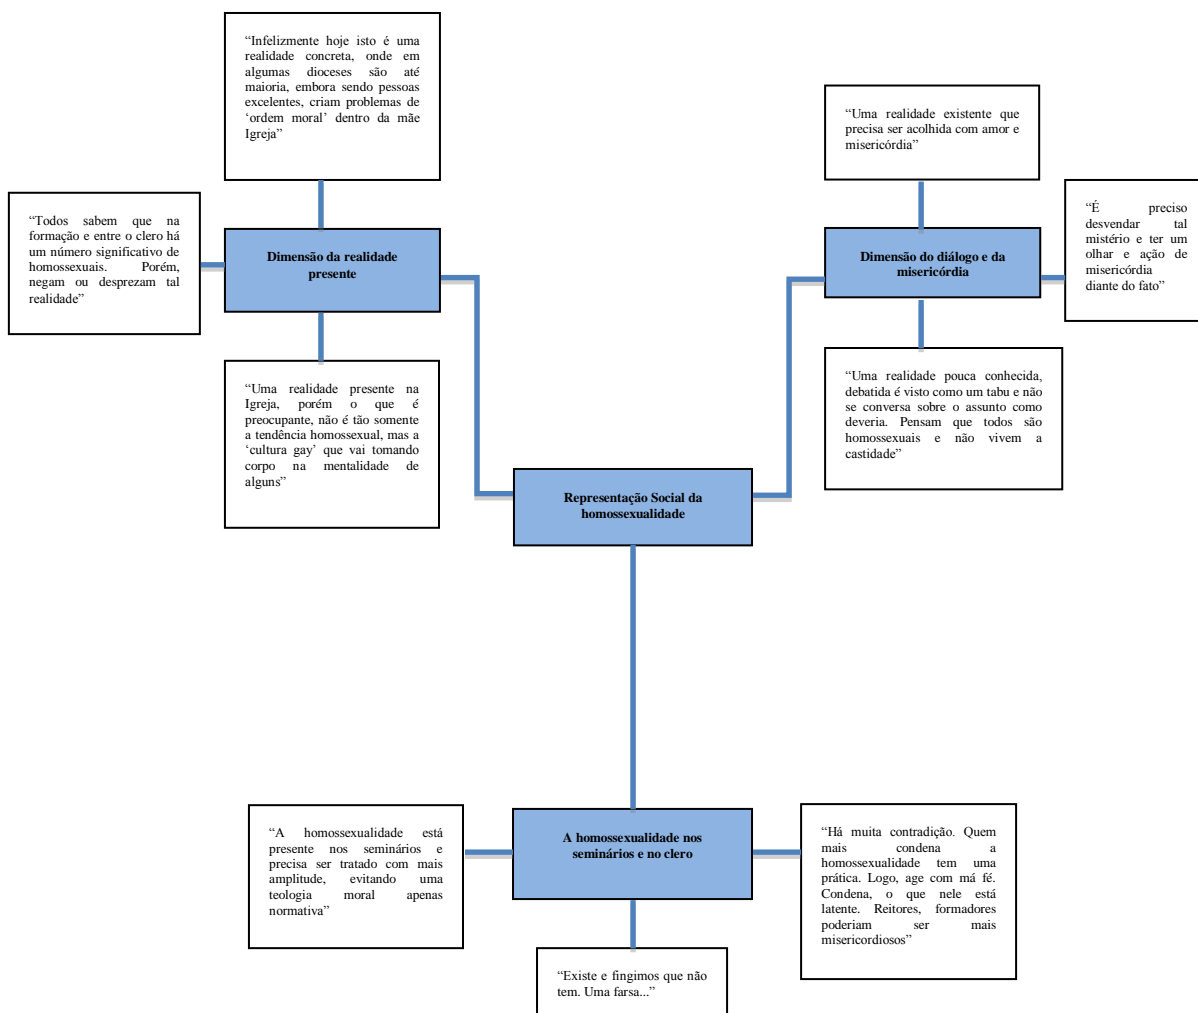 “Infelizmente hoje isto é uma
realidade concreta, onde em
algumas dioceses são até
maioria, embora sendo pessoas
excelentes, criam problemas de
‘ordem moral’ dentro da mãe
Igreja”
“Uma realidade existente que
precisa ser acolhida com amor e
misericórdia”
“Todos sabem que na
formação e entre o clero há
um número significativo de
homossexuais. Porém,
negam ou desprezam tal
realidade”
Dimensão da realidade
presente
Dimensão do diálogo e da
misericórdia
“É preciso
desvendar tal
mistério e ter um
olhar e ação de
misericórdia
diante do fato”
“Uma realidade presente na
Igreja, porém o que é
preocupante, não é tão somente
a tendência homossexual, mas a
‘cultura gay’ que vai tomando
corpo na mentalidade de
alguns”
“Uma realidade pouca conhecida,
debatida é visto como um tabu e não
se conversa sobre o assunto como
deveria. Pensam que todos são
homossexuais e não vivem a
castidade”
Representação Social da
homossexualidade
“A homossexualidade está
presente nos seminários e
precisa ser tratado com mais
amplitude, evitando uma
teologia moral apenas
normativa”
A homossexualidade nos
seminários e no clero
“Há muita contradição. Quem
mais condena a
homossexualidade tem uma
prática. Logo, age com má fé.
Condena, o que nele está
latente. Reitores, formadores
poderiam ser mais
misericordiosos”
“Existe e fingimos que não
tem. Uma farsa...”